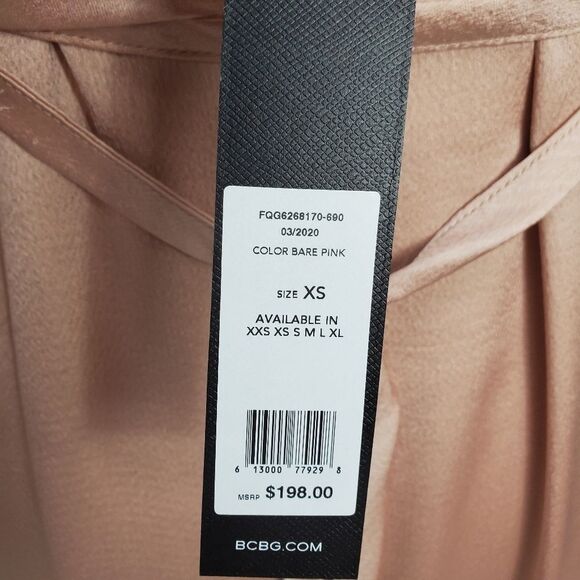 FQG6268170-690
03/2020
COLOR BARE PINK
SIZE XS
AVAILABLE IN
XXS XS S M L XL
6 13000 77929 8
MSRP $198.00
BCBG.COM